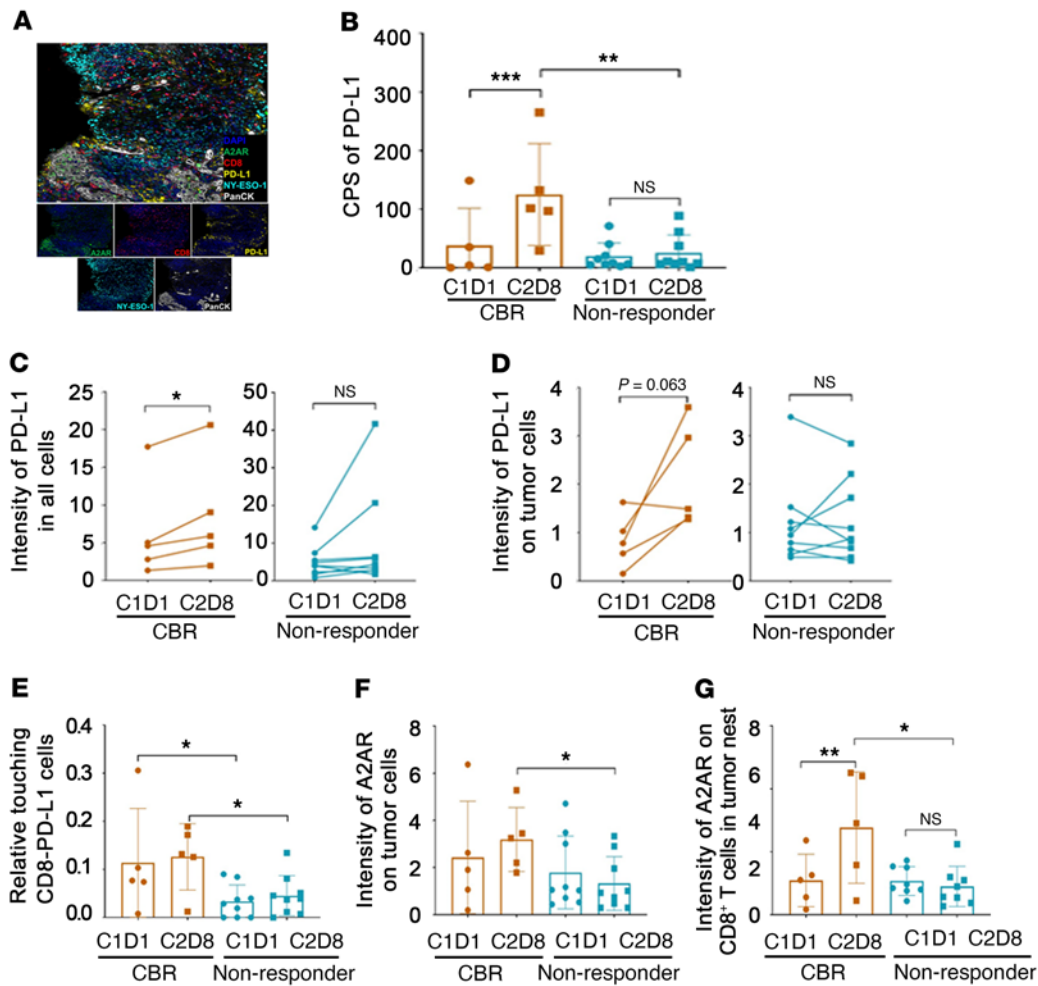 A
DAPI
A2AR
CD8
PD-L1
NY-ESO-1
PanCK
A2AR
CD8
PD-L1
NY-ESO-1
PanCK
B
CPS of PD-L1
400
300
200
100
0
***
**
NS
C1D1 C2D8 C1D1 C2D8
CBR Non-responder
C
Intensity of PD-L1
in all cells
25
20
15
10
5
0
*
C1D1 C2D8
CBR
50
40
30
20
10
0
NS
C1D1 C2D8
Non-responder
D
Intensity of PD-L1
on tumor cells
4
3
2
1
0
P = 0.063
C1D1 C2D8
CBR
4
3
2
1
0
NS
C1D1 C2D8
Non-responder
E
Relative touching
CD8-PD-L1 cells
0.4
0.3
0.2
0.1
0.0
*
*
C1D1 C2D8 C1D1 C2D8
CBR Non-responder
F
Intensity of A2AR
on tumor cells
8
6
4
2
0
*
C1D1 C2D8 C1D1 C2D8
CBR Non-responder
G
Intensity of A2AR on
CD8⁺ T cells in tumor nest
8
6
4
2
0
**
*
NS
C1D1 C2D8 C1D1 C2D8
CBR Non-responder